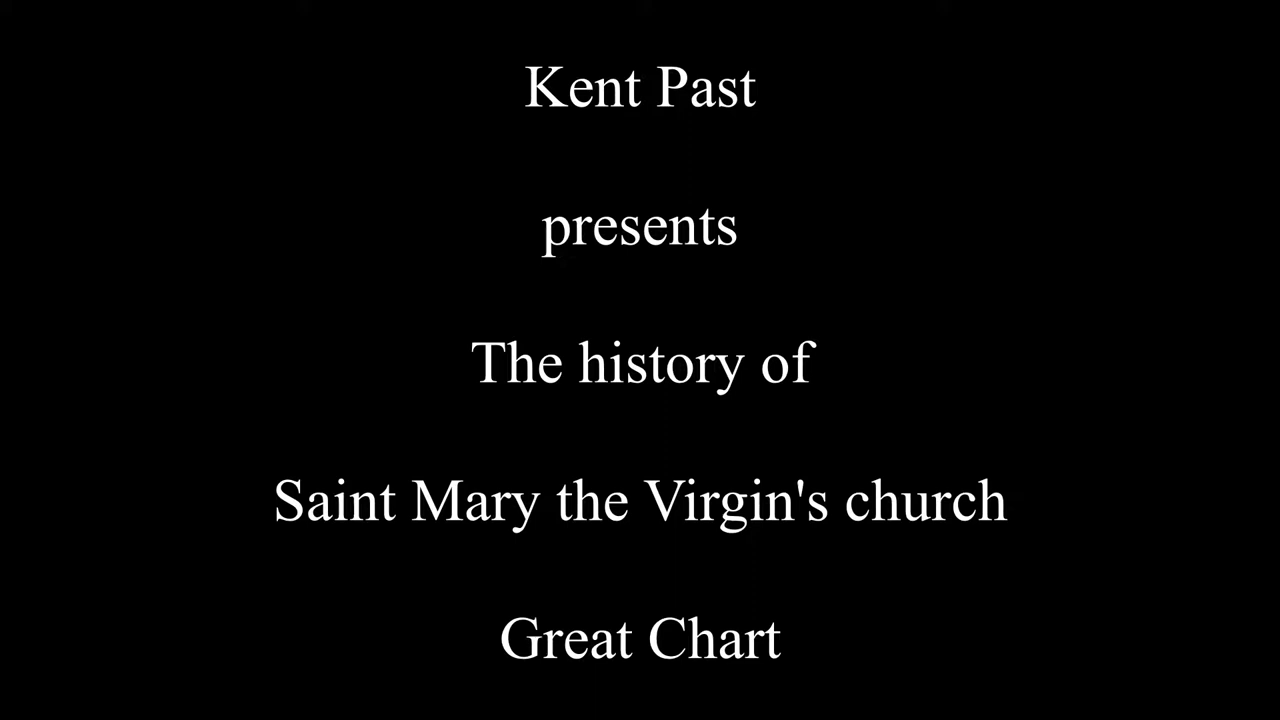 Kent Past
presents
The history of
Saint Mary the Virgin's church
Great Chart